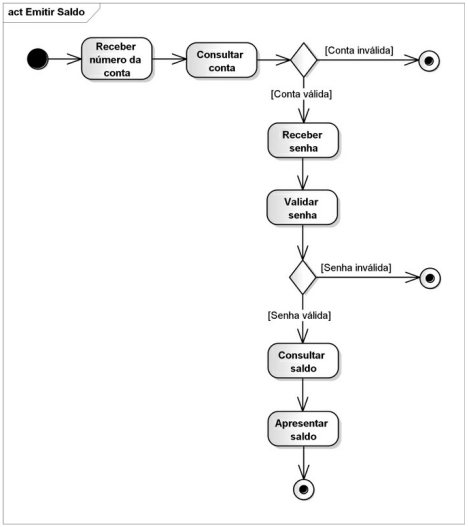 act Emitir Saldo
Receber
número da
conta
Consultar
conta
[Conta inválida]
[Conta válida]
Receber
senha
Validar
senha
[Senha inválida]
[Senha válida]
Consultar
saldo
Apresentar
saldo